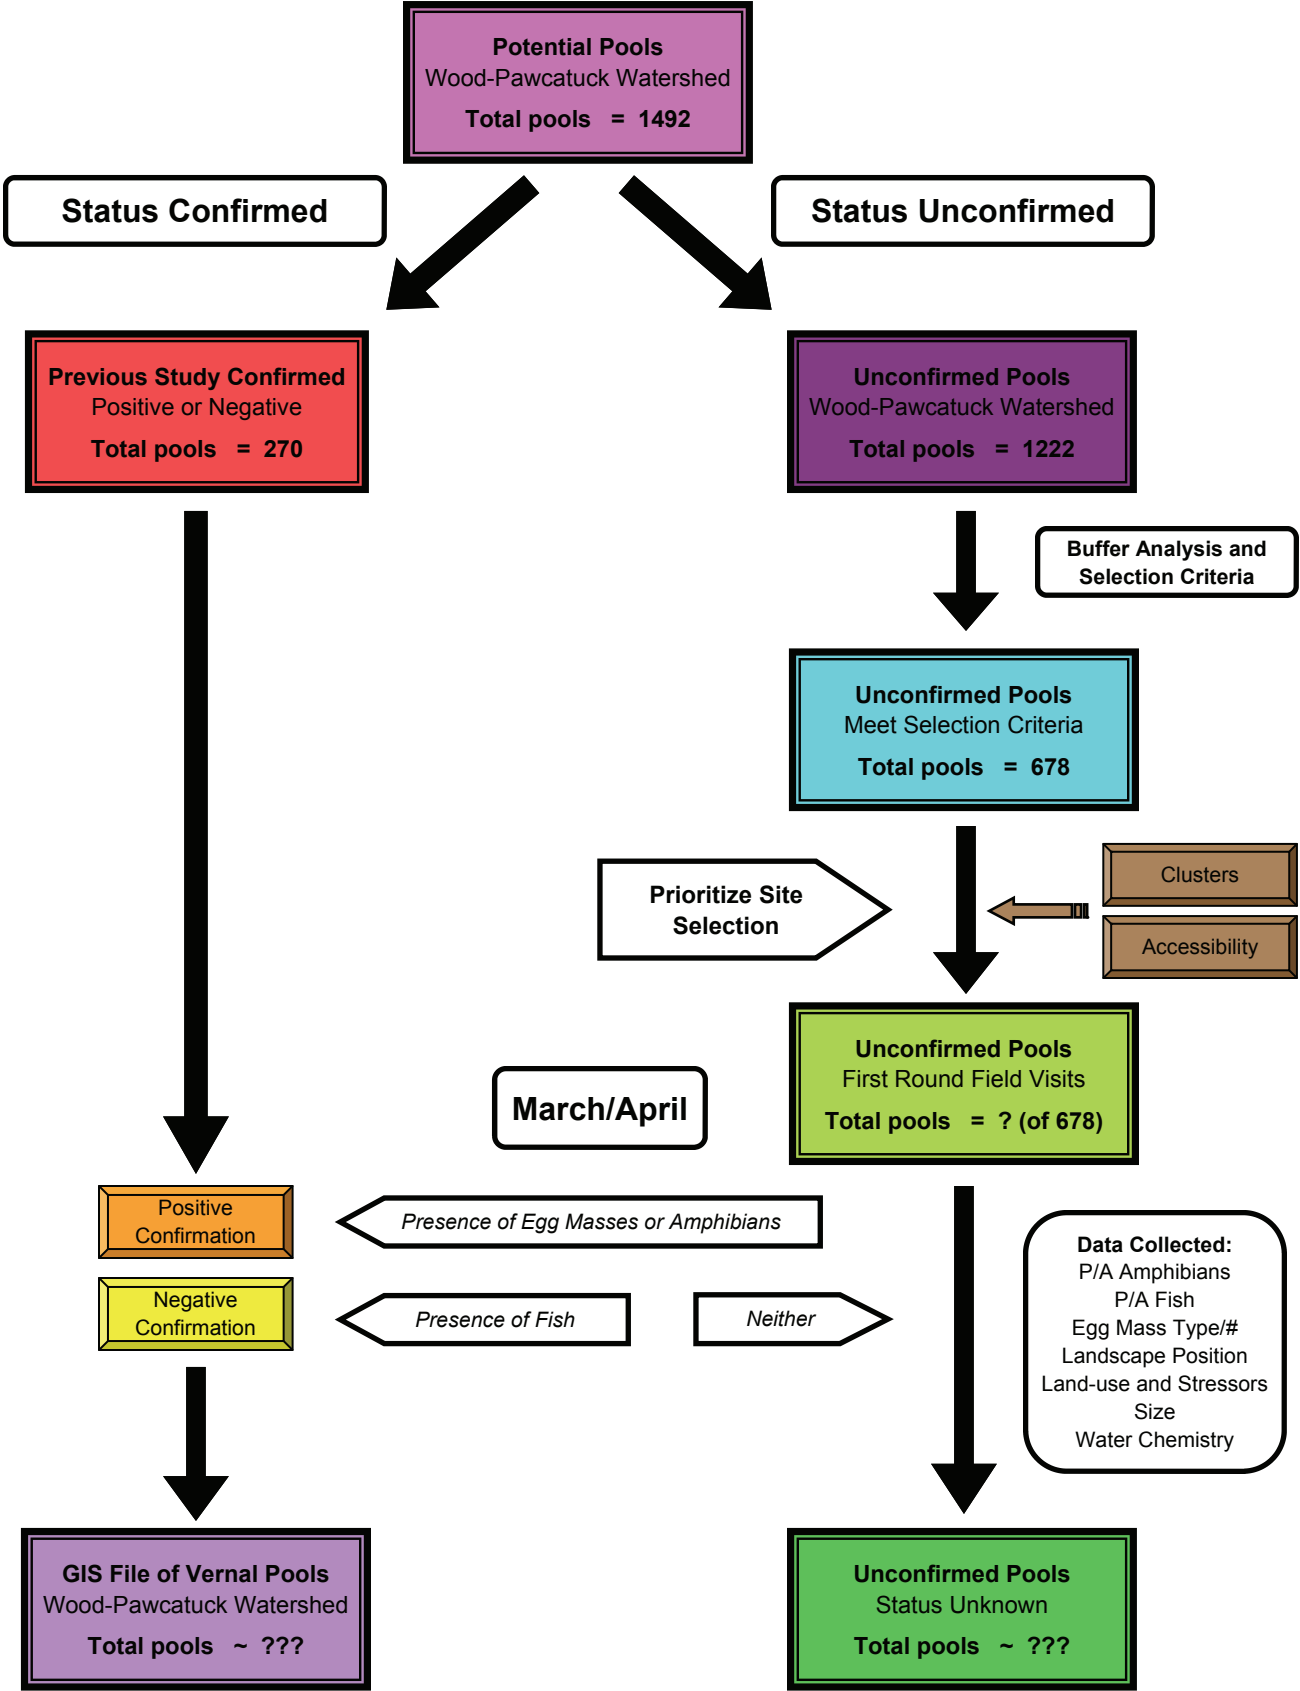 Potential Pools
Wood-Pawcatuck Watershed
Total pools = 1492
Status Confirmed
Status Unconfirmed
Previous Study Confirmed
Positive or Negative
Total pools = 270
Unconfirmed Pools
Wood-Pawcatuck Watershed
Total pools = 1222
Buffer Analysis and
Selection Criteria
Unconfirmed Pools
Meet Selection Criteria
Total pools = 678
Prioritize Site
Selection
Clusters
Accessibility
Unconfirmed Pools
First Round Field Visits
Total pools = ? (of 678)
March/April
Positive
Confirmation
Presence of Egg Masses or Amphibians
Negative
Confirmation
Presence of Fish
Neither
Data Collected:
P/A Amphibians
P/A Fish
Egg Mass Type/#
Landscape Position
Land-use and Stressors
Size
Water Chemistry
GIS File of Vernal Pools
Wood-Pawcatuck Watershed
Total pools ~ ???
Unconfirmed Pools
Status Unknown
Total pools ~ ???